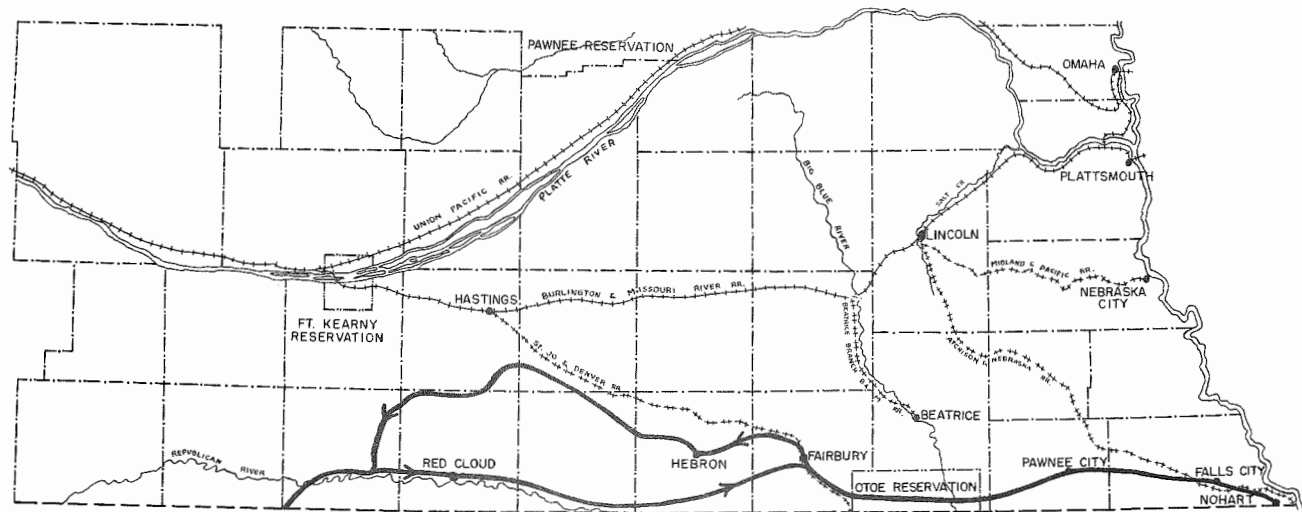 PAWNEE RESERVATION
OMAHA
UNION PACIFIC RR.
PLATTE RIVER
BIG BLUE
RIVER
SALT CR.
PLATTSMOUTH
LINCOLN
MIDLAND & PACIFIC RR.
NEBRASKA
CITY
HASTINGS
BURLINGTON & MISSOURI RIVER RR.
FT. KEARNY
RESERVATION
ST. JO & DENVER RR.
BEATRICE BRANCH B. & M. RR.
ATCHISON & NEBRASKA RR.
BEATRICE
REPUBLICAN
RIVER
RED CLOUD
HEBRON
FAIRBURY
OTOE RESERVATION
PAWNEE CITY
FALLS CITY
NOHART